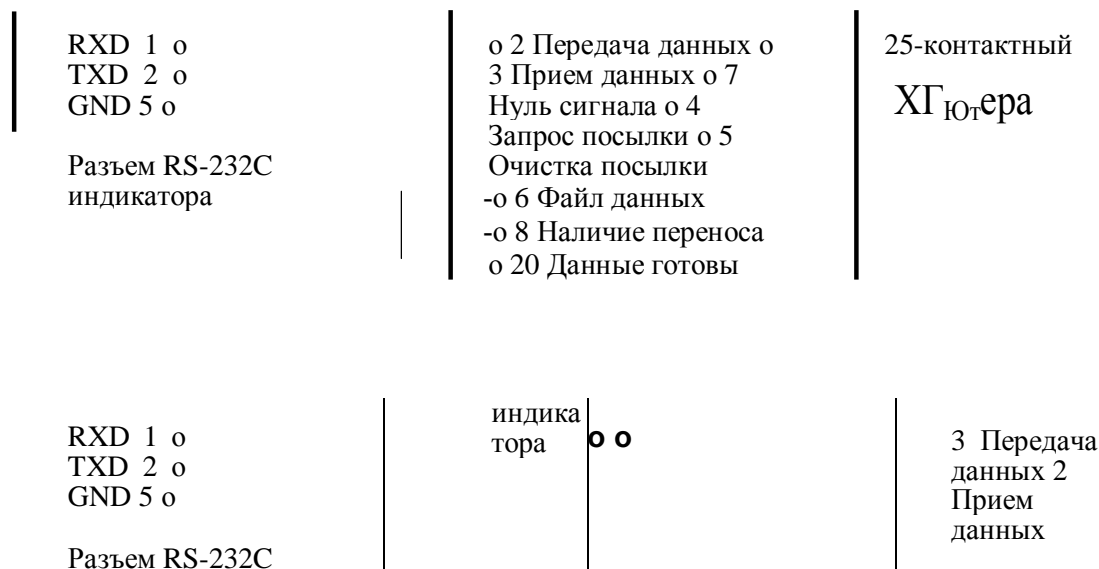 RXD 1 o
TXD 2 o
GND 5 o
Разъем RS-232C
индикатора
о 2 Передача данных о
3 Прием данных о 7
Нуль сигнала о 4
Запрос посылки о 5
Очистка посылки
-о 6 Файл данных
-о 8 Наличие переноса
о 20 Данные готовы
25-контактный
ХГЮтера
RXD 1 o
TXD 2 o
GND 5 o
Разъем RS-232C
индика
тора
о о
3 Передача
данных 2
Прием
данных